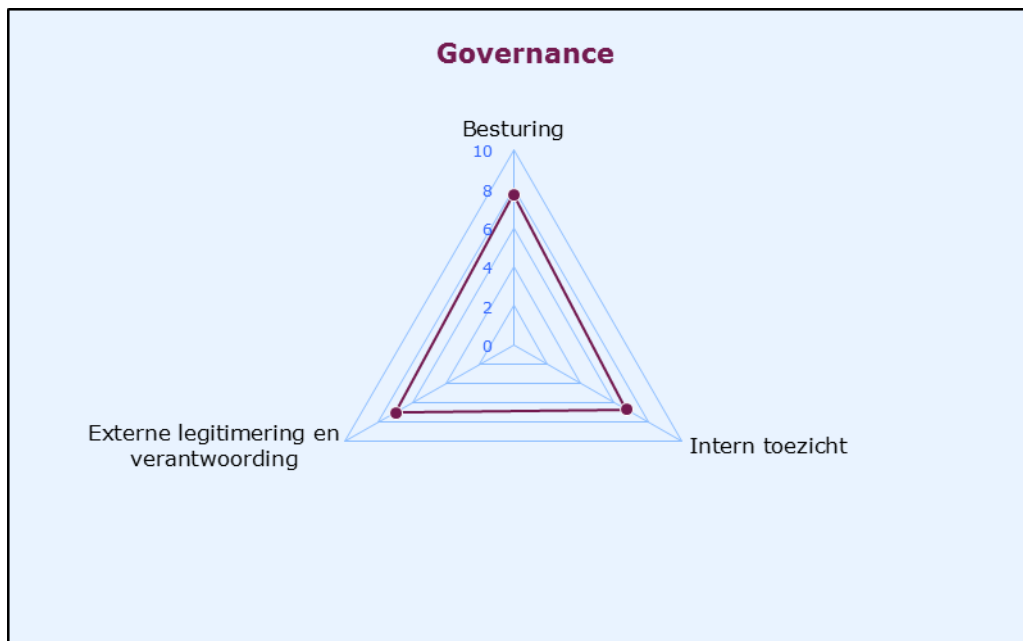 Governance
Besturing
10
8
6
4
2
0
Externe legitimering en
verantwoording
Intern toezicht